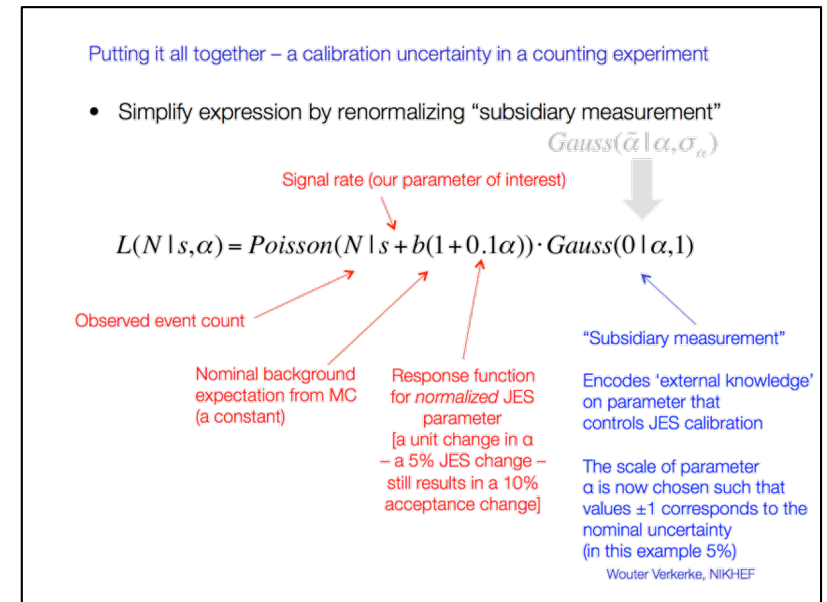 Putting it all together – a calibration uncertainty in a counting experiment
• Simplify expression by renormalizing “subsidiary measurement”
Gauss(α̃ | α,σ_α)
Signal rate (our parameter of interest)
L(N | s,α) = Poisson(N | s + b(1+0.1α))·Gauss(0 | α,1)
Observed event count
Nominal background
expectation from MC
(a constant)
Response function
for normalized JES
parameter
[a unit change in α
– a 5% JES change –
still results in a 10%
acceptance change]
“Subsidiary measurement”
Encodes ‘external knowledge’
on parameter that
controls JES calibration
The scale of parameter
α is now chosen such that
values ±1 corresponds to the
nominal uncertainty
(in this example 5%)
Wouter Verkerke, NIKHEF